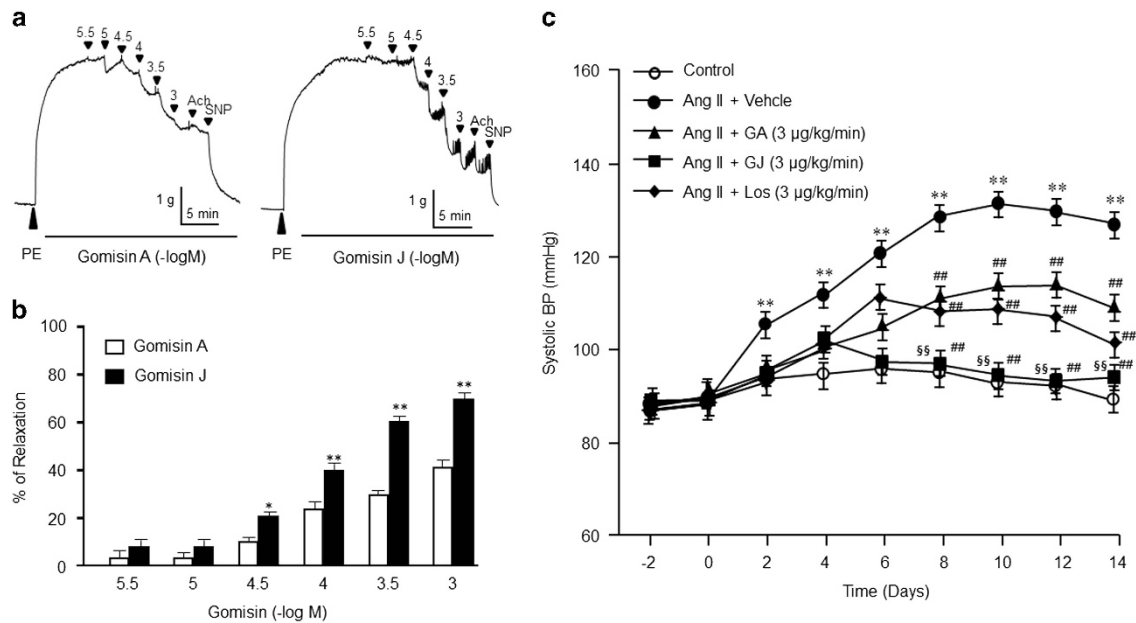 a
5.5 5 4.5 4 3.5 3 Ach SNP
1 g
5 min
PE
Gomisin A (-logM)
5.5 5 4.5 4 3.5 3 Ach SNP
1 g
5 min
PE
Gomisin J (-logM)
b
% of Relaxation
100
80
60
40
20
0
Gomisin A
Gomisin J
* ** ** **
5.5 5 4.5 4 3.5 3
Gomisin (-log M)
c
Systolic BP (mmHg)
160
140
120
100
80
60
Control
Ang II + Vehcle
Ang II + GA (3 µg/kg/min)
Ang II + GJ (3 µg/kg/min)
Ang II + Los (3 µg/kg/min)
** ** ** ** ** ** **
## ## ## ##
## ## ## ##
§§ ## §§ ## §§ ## §§ ##
-2 0 2 4 6 8 10 12 14
Time (Days)